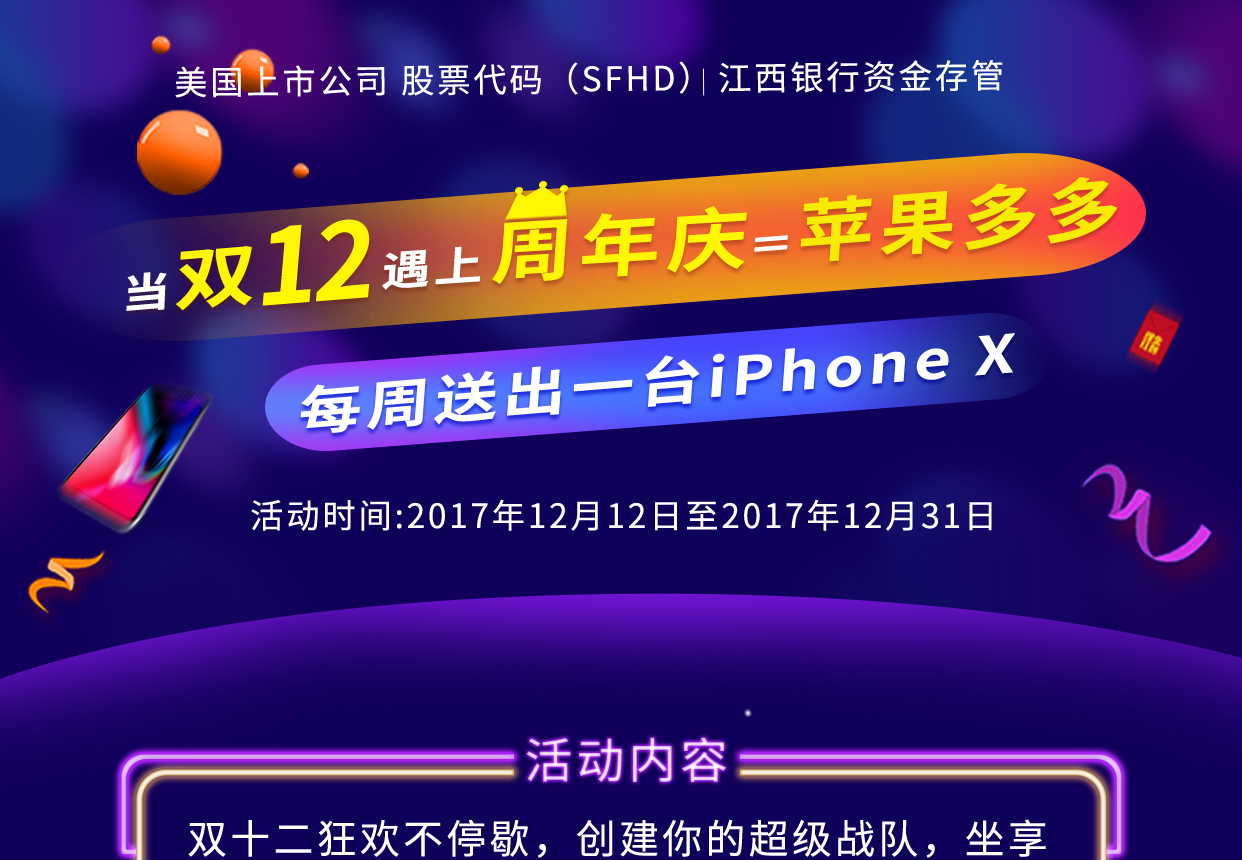 美国上市公司 股票代码（SFHD）| 江西银行资金存管
当双12遇上周年庆=苹果多多
每周送出一台iPhone X
活动时间:2017年12月12日至2017年12月31日
活动内容
双十二狂欢不停歇，创建你的超级战队，坐享